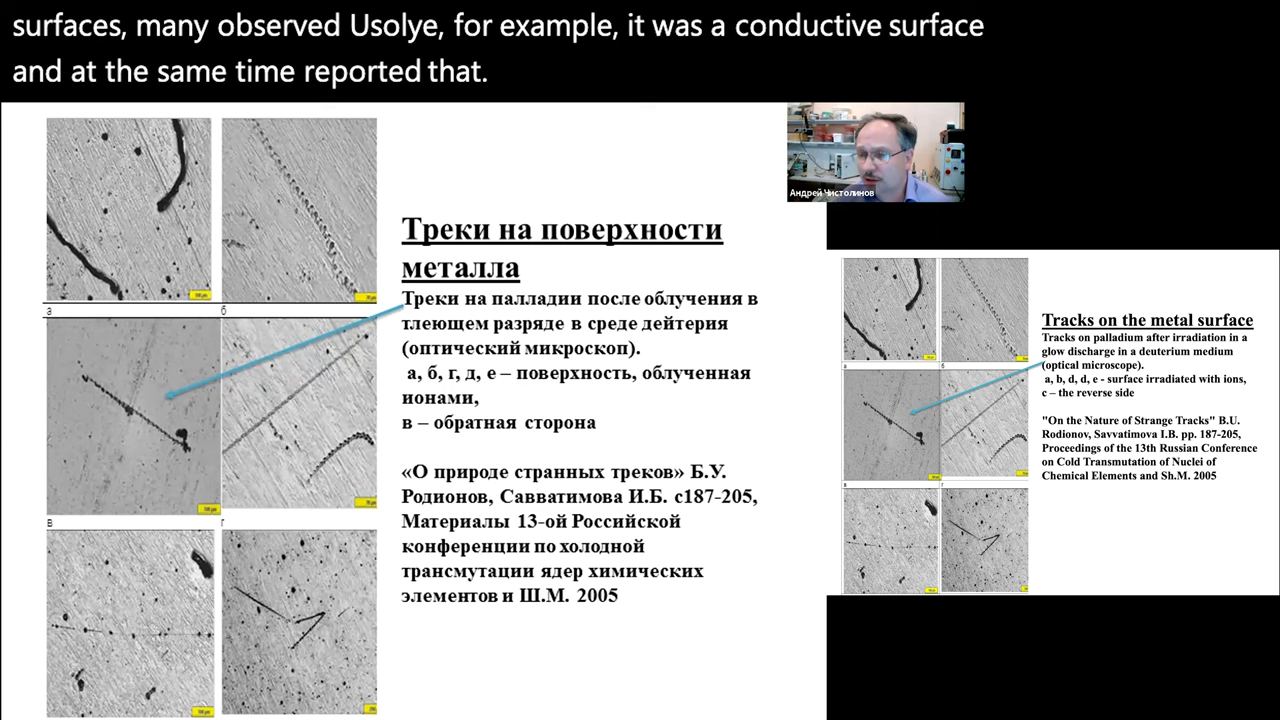 surfaces, many observed Usolye, for example, it was a conductive surface
and at the same time reported that.
Андрей Чистолинов
Треки на поверхности
металла
Треки на палладии после облучения в
тлеющем разряде в среде дейтерия
(оптический микроскоп).
а, б, г, д, е – поверхность, облученная
ионами,
в – обратная сторона
«О природе странных треков» Б.У.
Родионов, Савватимова И.Б. с187-205,
Материалы 13-ой Российской
конференции по холодной
трансмутации ядер химических
элементов и Ш.М. 2005
а
б
в
г
Tracks on the metal surface
Tracks on palladium after irradiation in a
glow discharge in a deuterium medium
(optical microscope).
a, b, d, d, e - surface irradiated with ions,
c – the reverse side
"On the Nature of Strange Tracks" B.U.
Rodionov, Savvatimova I.B. pp. 187-205,
Proceedings of the 13th Russian Conference
on Cold Transmutation of Nuclei of
Chemical Elements and Sh.M. 2005
а
б
в
г